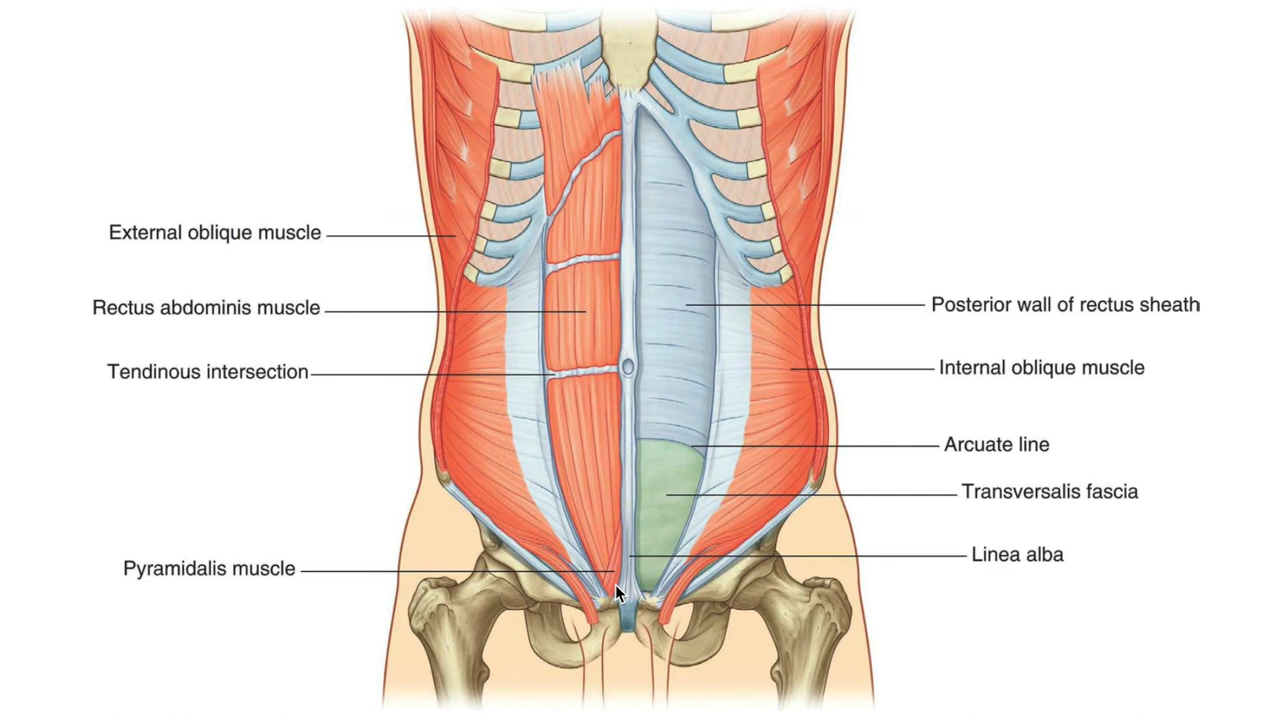 External oblique muscle
Rectus abdominis muscle
Tendinous intersection
Pyramidalis muscle
Posterior wall of rectus sheath
Internal oblique muscle
Arcuate line
Transversalis fascia
Linea alba